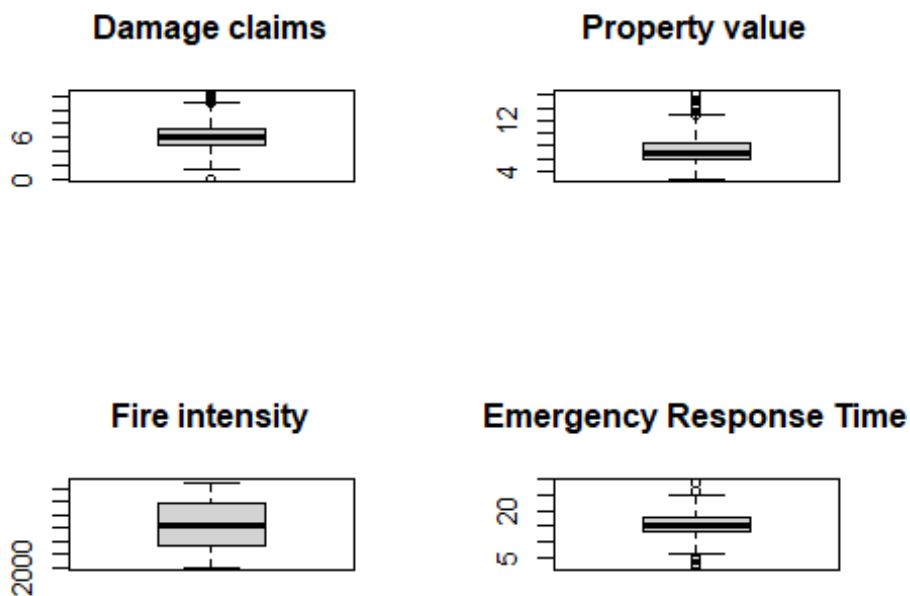 Damage claims
6
0
Property value
12
4
Fire intensity
2000
Emergency Response Time
20
5